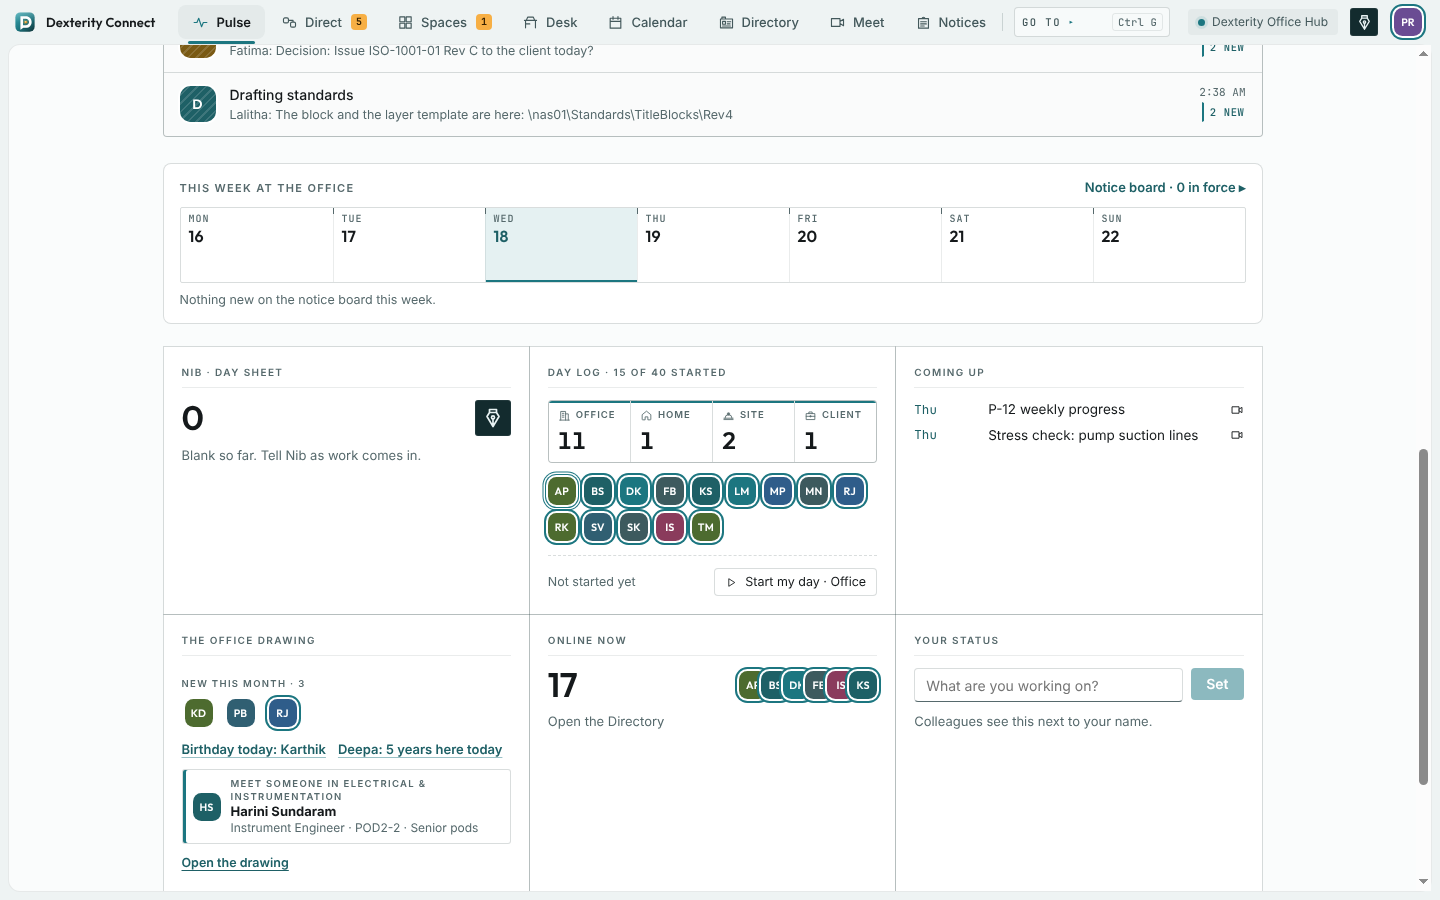 Dexterity Connect
Pulse
Direct 5
Spaces 1
Desk
Calendar
Directory
Meet
Notices
GO TO
Ctrl G
Dexterity Office Hub
PR
Fatima: Decision: Issue ISO-1001-01 Rev C to the client today?
2 NEW
D
Drafting standards
2:38 AM
Lalitha: The block and the layer template are here: \nas01\Standards\TitleBlocks\Rev4
2 NEW
THIS WEEK AT THE OFFICE
Notice board · 0 in force ▸
MON TUE WED THU FRI SAT SUN
16 17 18 19 20 21 22
Nothing new on the notice board this week.
NIB · DAY SHEET
0
Blank so far. Tell Nib as work comes in.
DAY LOG · 15 OF 40 STARTED
OFFICE HOME SITE CLIENT
11 1 2 1
AP BS DK FB KS LM MP MN RJ
RK SV SK IS TM
Not started yet
Start my day · Office
COMING UP
Thu P-12 weekly progress
Thu Stress check: pump suction lines
THE OFFICE DRAWING
NEW THIS MONTH · 3
KD PB RJ
Birthday today: Karthik Deepa: 5 years here today
HS
MEET SOMEONE IN ELECTRICAL &
INSTRUMENTATION
Harini Sundaram
Instrument Engineer · POD2-2 · Senior pods
Open the drawing
ONLINE NOW
17
IS KS
Open the Directory
YOUR STATUS
What are you working on?
Set
Colleagues see this next to your name.